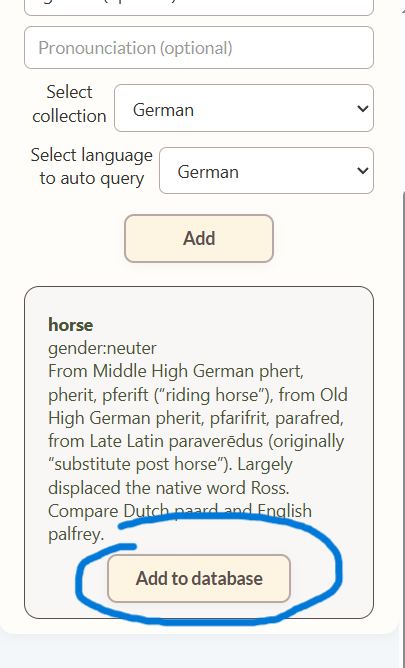 Pronounciation (optional)
Select
collection
German
Select language
to auto query
German
Add
horse
gender:neuter
From Middle High German phert,
pherit, pferift (“riding horse”), from Old
High German pherit, pfarifrit, parafred,
from Late Latin paraverēdus (originally
“substitute post horse”). Largely
displaced the native word Ross.
Compare Dutch paard and English
palfrey.
Add to database